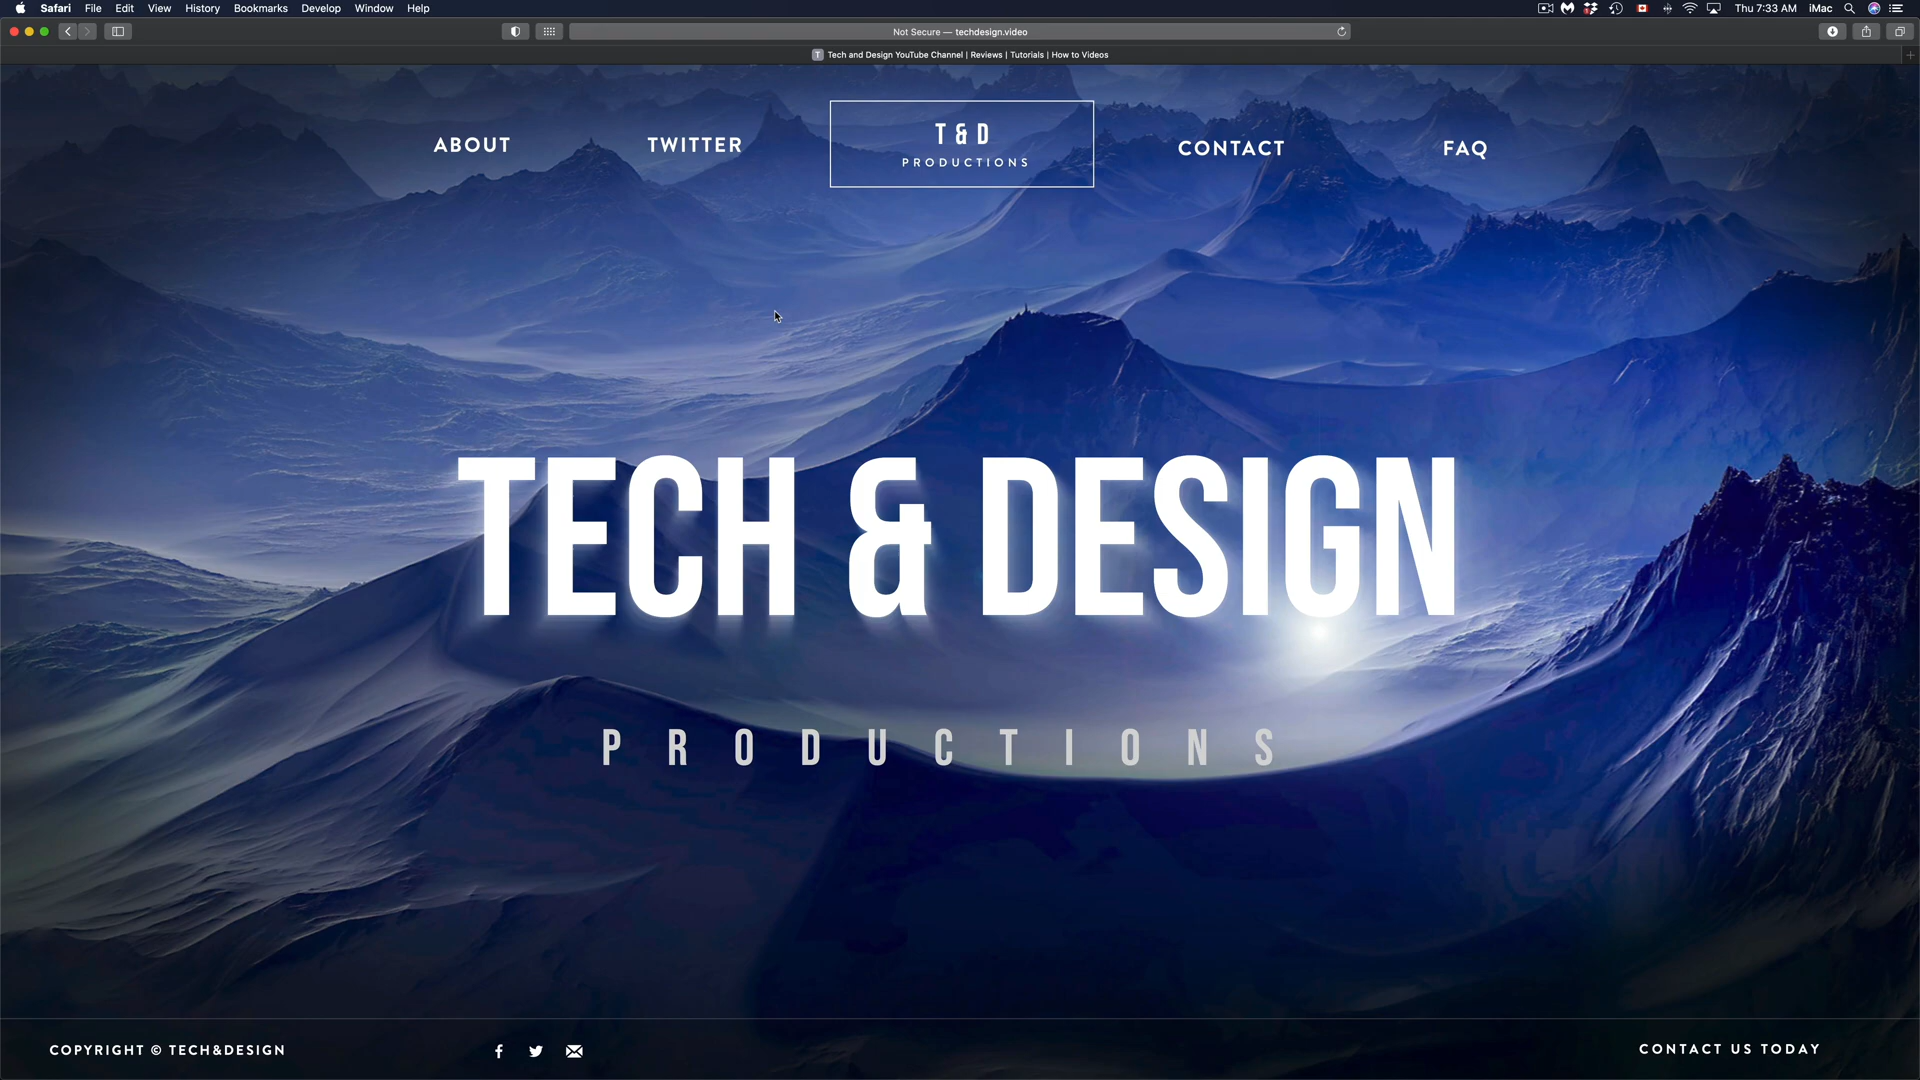 Safari File Edit View History Bookmarks Develop Window Help
Thu 7:33 AM iMac
Not Secure — techdesign.video
T Tech and Design YouTube Channel | Reviews | Tutorials | How to Videos
ABOUT TWITTER
T & D
PRODUCTIONS
CONTACT FAQ
TECH & DESIGN
PRODUCTIONS
COPYRIGHT © TECH&DESIGN
CONTACT US TODAY